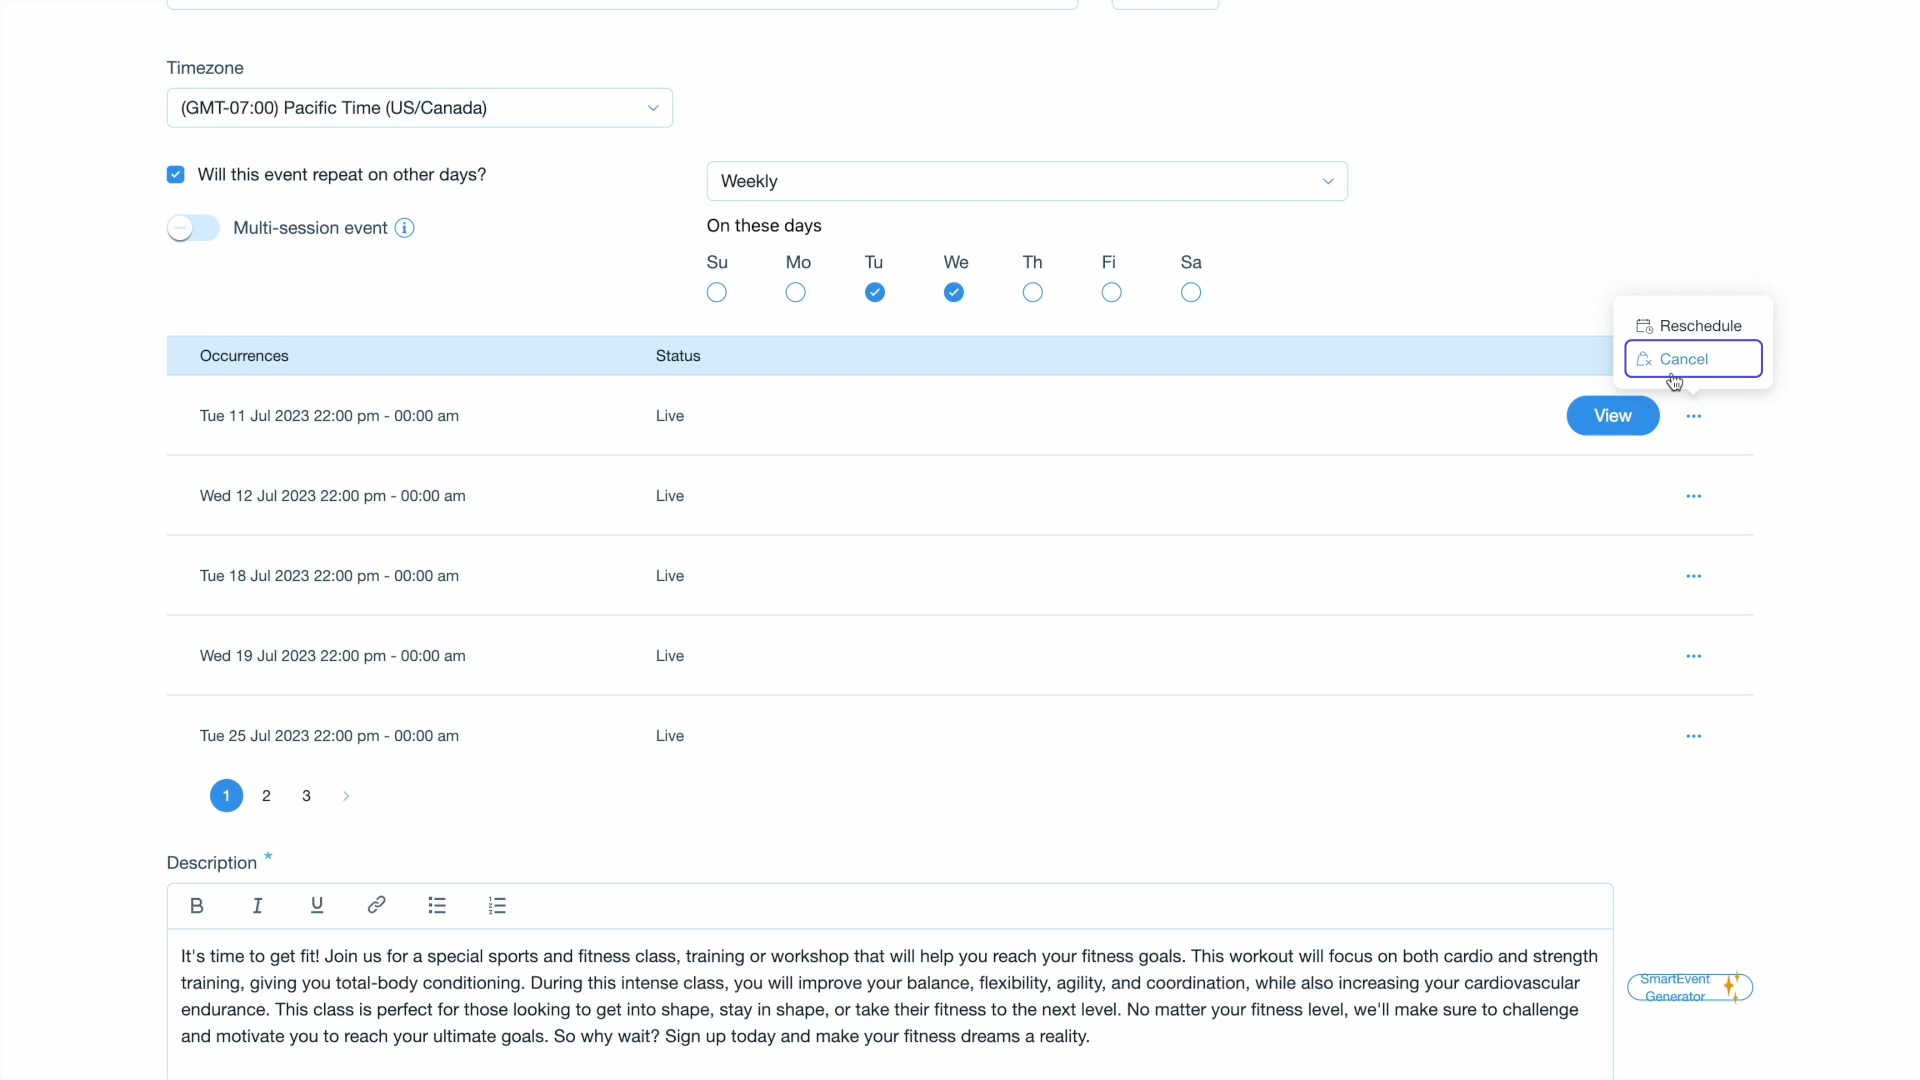 Timezone
(GMT-07:00) Pacific Time (US/Canada)
Will this event repeat on other days?
Weekly
Multi-session event
On these days
Su Mo Tu We Th Fi Sa
Reschedule
Cancel
Occurrences Status
Tue 11 Jul 2023 22:00 pm - 00:00 am Live View
Wed 12 Jul 2023 22:00 pm - 00:00 am Live
Tue 18 Jul 2023 22:00 pm - 00:00 am Live
Wed 19 Jul 2023 22:00 pm - 00:00 am Live
Tue 25 Jul 2023 22:00 pm - 00:00 am Live
1 2 3
Description *
B I U
It's time to get fit! Join us for a special sports and fitness class, training or workshop that will help you reach your fitness goals. This workout will focus on both cardio and strength
training, giving you total-body conditioning. During this intense class, you will improve your balance, flexibility, agility, and coordination, while also increasing your cardiovascular
endurance. This class is perfect for those looking to get into shape, stay in shape, or take their fitness to the next level. No matter your fitness level, we'll make sure to challenge
and motivate you to reach your ultimate goals. So why wait? Sign up today and make your fitness dreams a reality.
SmartEvent
Generator